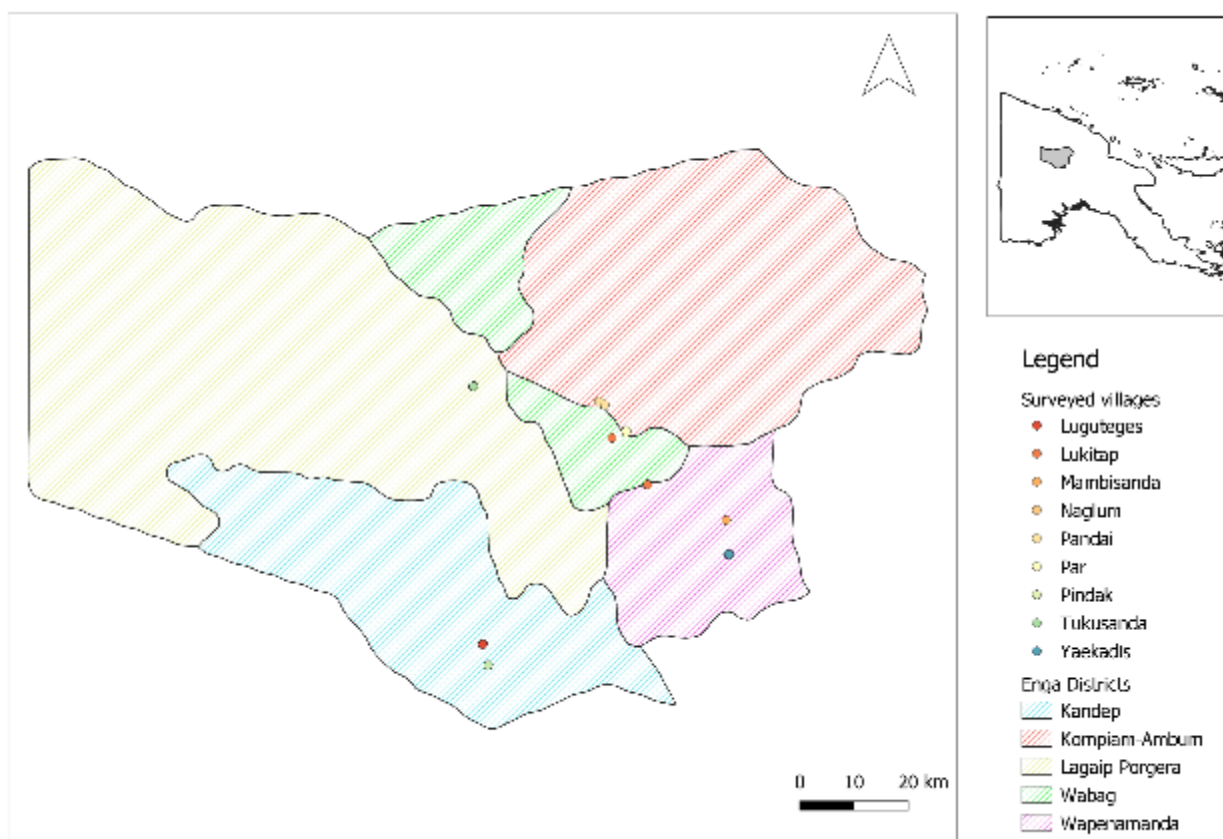 0 10 20 km
Legend
Surveyed villages
Luguteges
Lukitap
Mambisanda
Naglum
Pandai
Par
Pindak
Tukusanda
Yaekadis
Enga Districts
Kandep
Kompiam-Ambum
Lagaip Porgera
Wabag
Wapenamanda